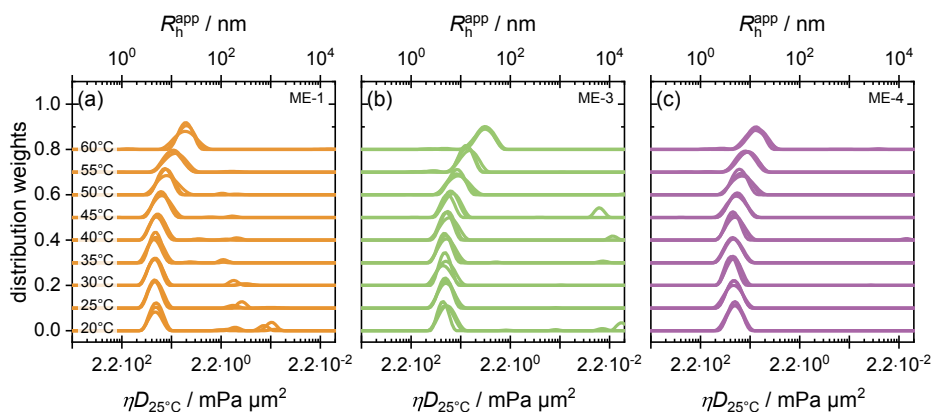 R_h^app / nm R_h^app / nm R_h^app / nm
10^0 10^2 10^4 10^0 10^2 10^4 10^0 10^2 10^4
(a) ME-1 (b) ME-3 (c) ME-4
distribution weights
1.0
0.8
0.6
0.4
0.2
0.0
60°C
55°C
50°C
45°C
40°C
35°C
30°C
25°C
20°C
2.2·10^2 2.2·10^0 2.2·10^-2 2.2·10^2 2.2·10^0 2.2·10^-2 2.2·10^2 2.2·10^0 2.2·10^-2
ηD_25°C / mPa μm^2 ηD_25°C / mPa μm^2 ηD_25°C / mPa μm^2